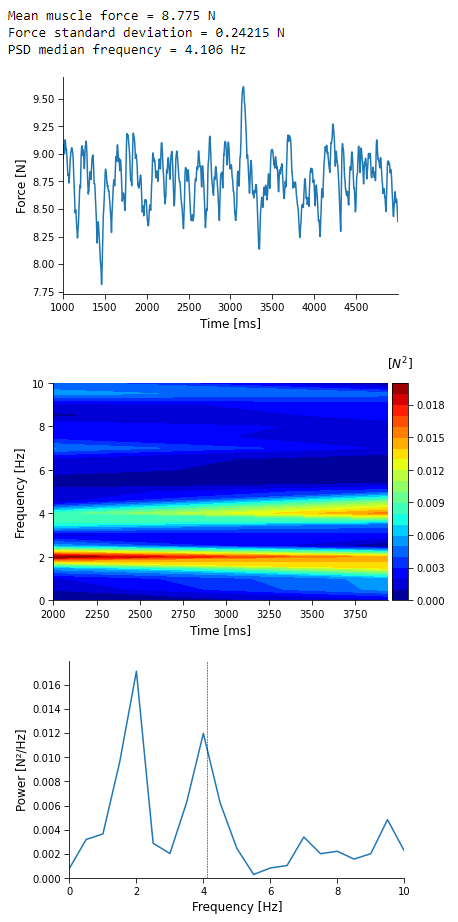 Mean muscle force = 8.775 N
Force standard deviation = 0.24215 N
PSD median frequency = 4.106 Hz
9.50
9.25
9.00
8.75
8.50
8.25
8.00
7.75
Force [N]
1000 1500 2000 2500 3000 3500 4000 4500
Time [ms]
[N²]
10
8
6
4
2
0
Frequency [Hz]
0.018
0.015
0.012
0.009
0.006
0.003
0.000
2000 2250 2500 2750 3000 3250 3500 3750
Time [ms]
0.016
0.014
0.012
0.010
0.008
0.006
0.004
0.002
0.000
Power [N²/Hz]
0 2 4 6 8 10
Frequency [Hz]